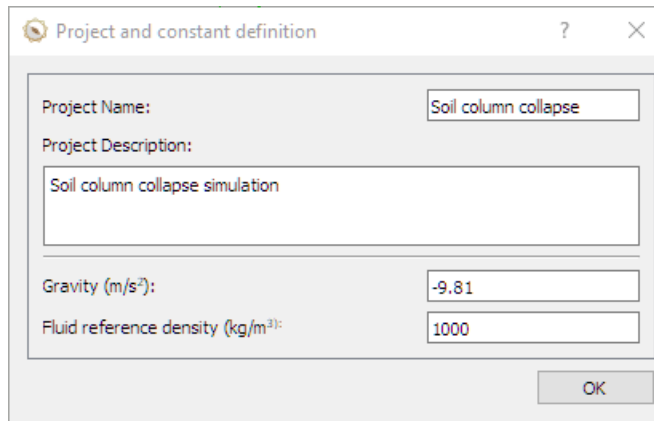 Project and constant definition
Project Name: Soil column collapse
Project Description:
Soil column collapse simulation
Gravity (m/s²): -9.81
Fluid reference density (kg/m³⁾: 1000
OK